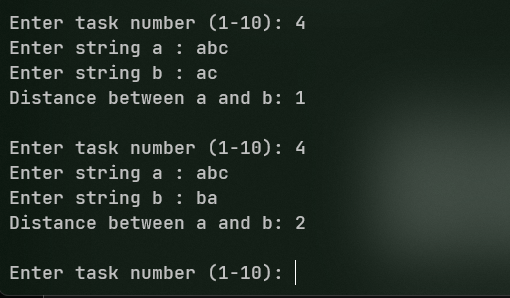 Enter task number (1-10): 4
Enter string a : abc
Enter string b : ac
Distance between a and b: 1
Enter task number (1-10): 4
Enter string a : abc
Enter string b : ba
Distance between a and b: 2
Enter task number (1-10):